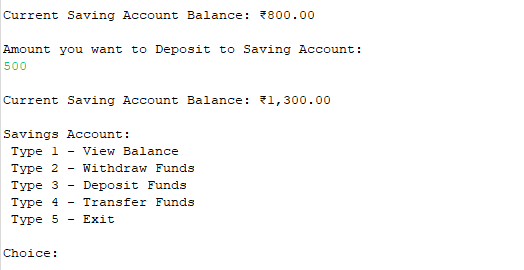 Current Saving Account Balance: ₹800.00
Amount you want to Deposit to Saving Account:
500
Current Saving Account Balance: ₹1,300.00
Savings Account:
Type 1 - View Balance
Type 2 - Withdraw Funds
Type 3 - Deposit Funds
Type 4 - Transfer Funds
Type 5 - Exit
Choice: